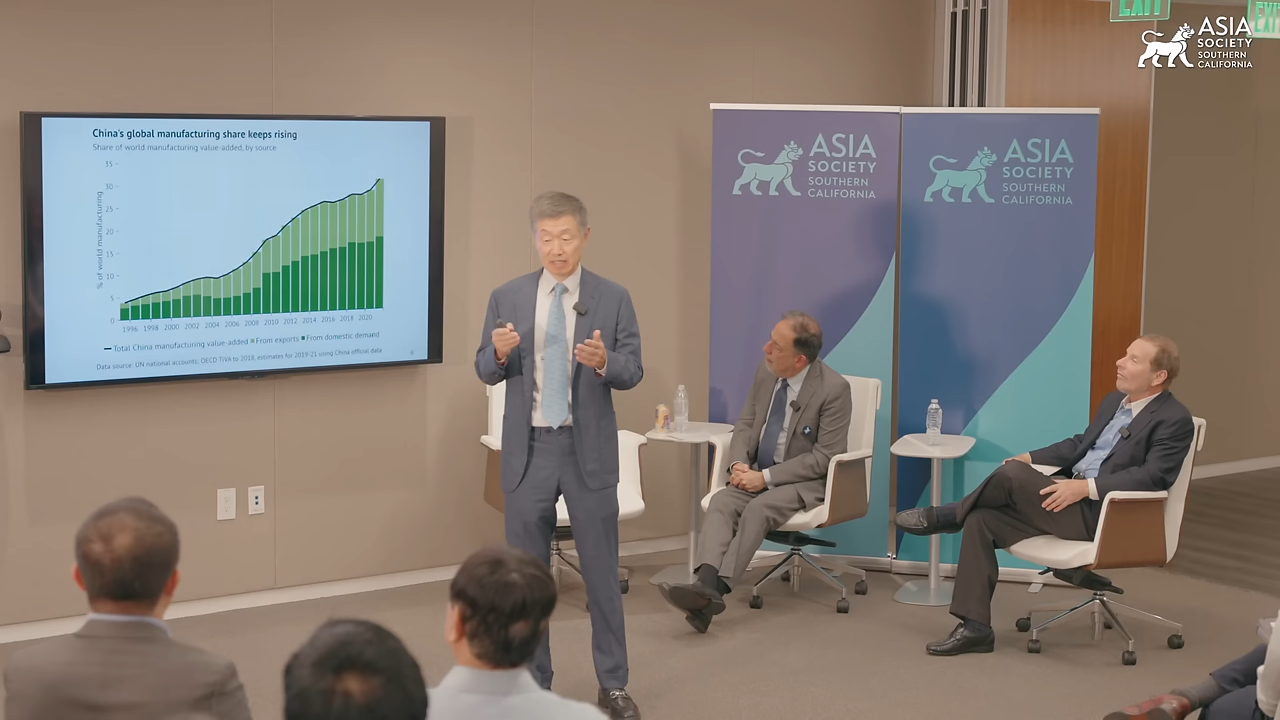 China's global manufacturing share keeps rising
Share of world manufacturing value-added, by source
% of world manufacturing
35
30
25
20
15
10
5
0
1996 1998 2000 2002 2004 2006 2008 2010 2012 2014 2016 2018 2020
Total China manufacturing value-added From exports From domestic demand
Data source: UN national accounts; OECD TiVA to 2018, estimates for 2019-21 using China official data
8
ASIA
SOCIETY
SOUTHERN
CALIFORNIA
ASIA
SOCIETY
SOUTHERN
CALIFORNIA
EXIT
EXIT
ASIA
SOCIETY
SOUTHERN
CALIFORNIA